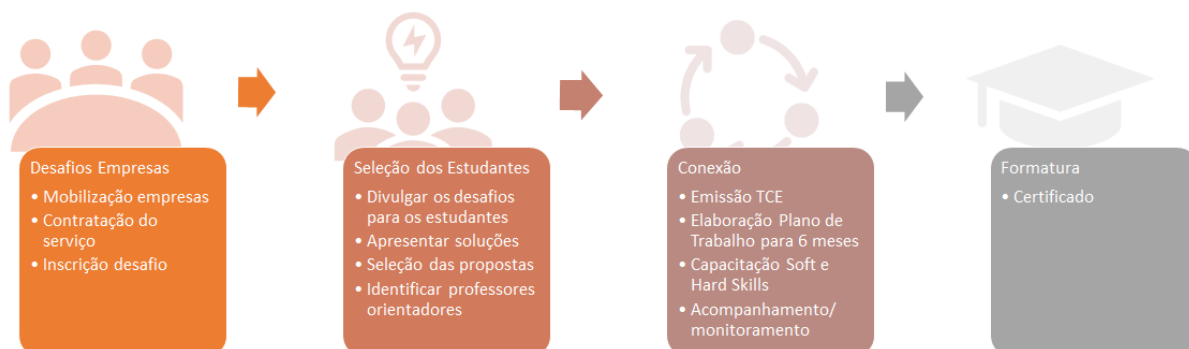 Desafios Empresas
• Mobilização empresas
• Contratação do
serviço
• Inscrição desafio
Seleção dos Estudantes
• Divulgar os desafios
para os estudantes
• Apresentar soluções
• Seleção das propostas
• Identificar professores
orientadores
Conexão
• Emissão TCE
• Elaboração Plano de
Trabalho para 6 meses
• Capacitação Soft e
Hard Skills
• Acompanhamento/
monitoramento
Formatura
• Certificado